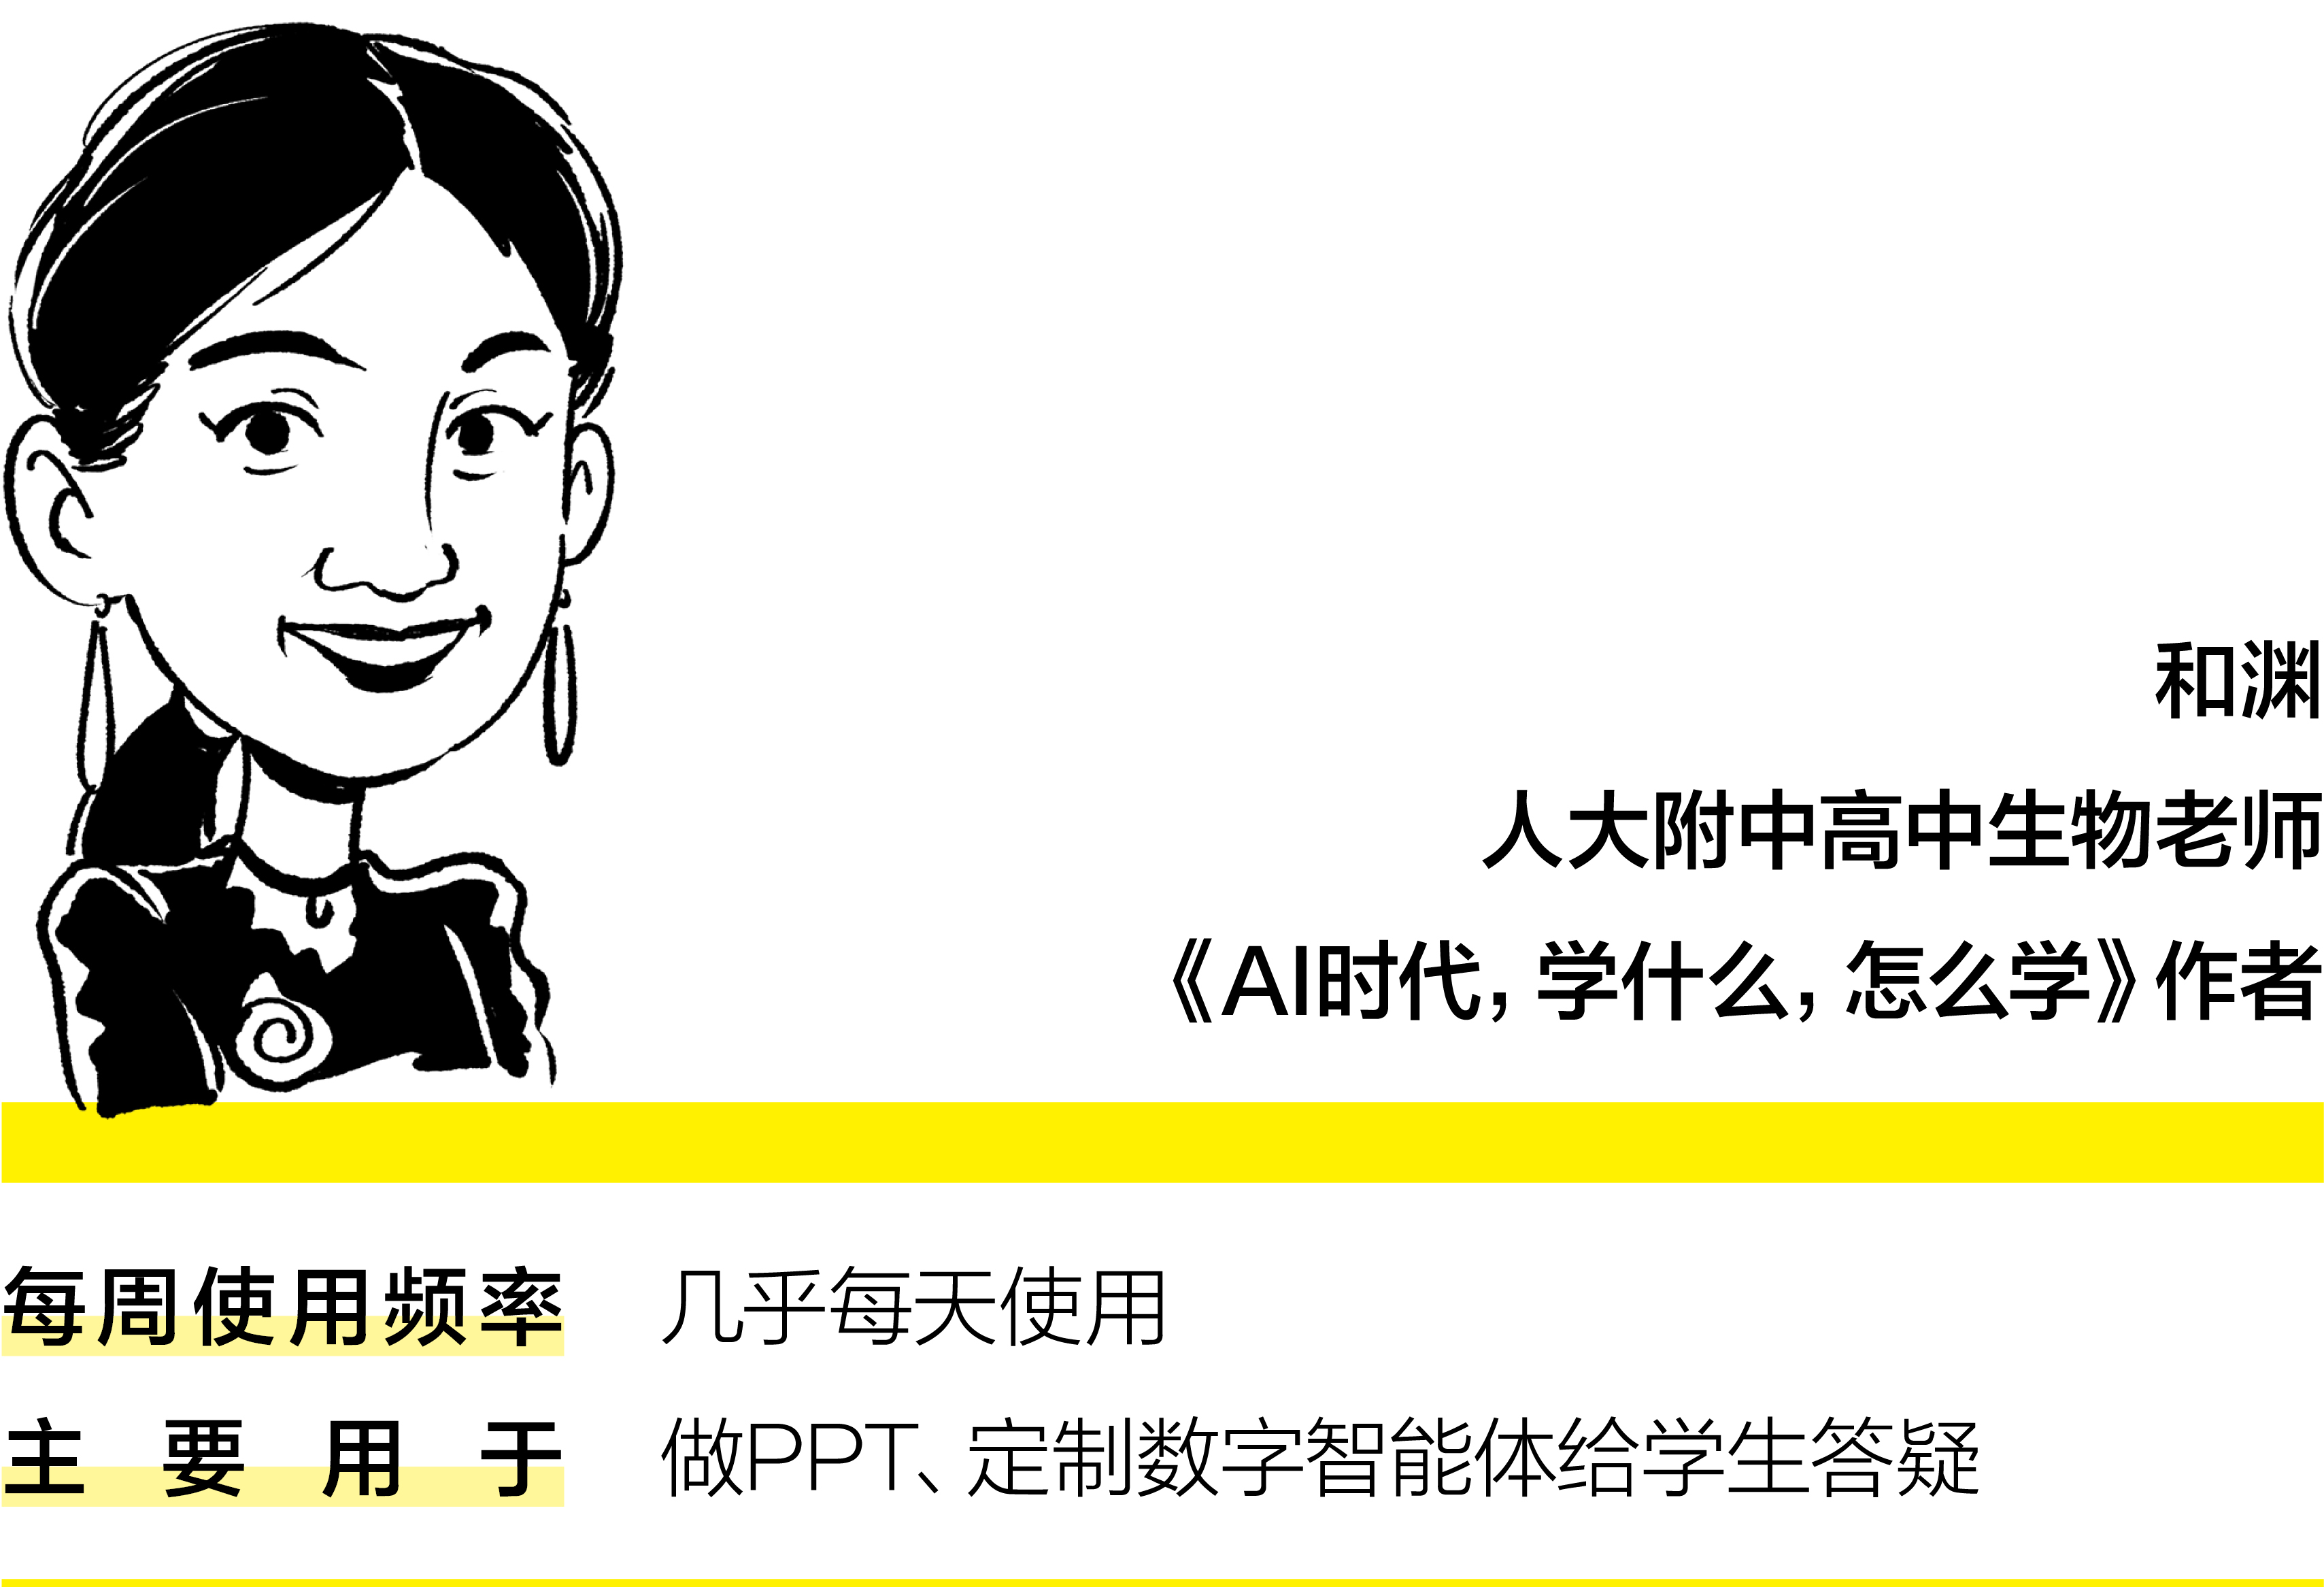 和渊
人大附中高中生物老师
《AI时代，学什么，怎么学》作者
每周使用频率 几乎每天使用
主要用于 做PPT、定制数字智能体给学生答疑